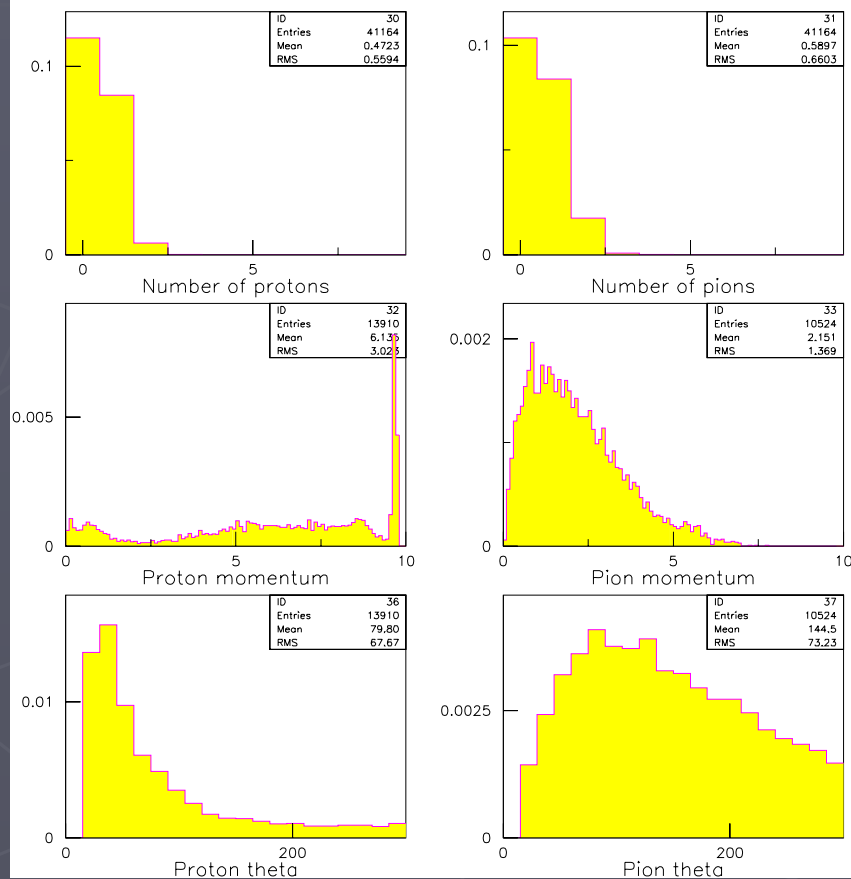 ID 30
Entries 41164
Mean 0.4723
RMS 0.5594
0.1
0
0 5
Number of protons
ID 31
Entries 41164
Mean 0.5897
RMS 0.6603
0.1
0
0 5
Number of pions
ID 32
Entries 13910
Mean 6.135
RMS 3.023
0.005
0
0 5 10
Proton momentum
ID 33
Entries 10524
Mean 2.151
RMS 1.369
0.002
0
0 5 10
Pion momentum
ID 36
Entries 13910
Mean 79.80
RMS 67.67
0.01
0
0 200
Proton theta
ID 37
Entries 10524
Mean 144.5
RMS 73.23
0.0025
0
0 200
Pion theta